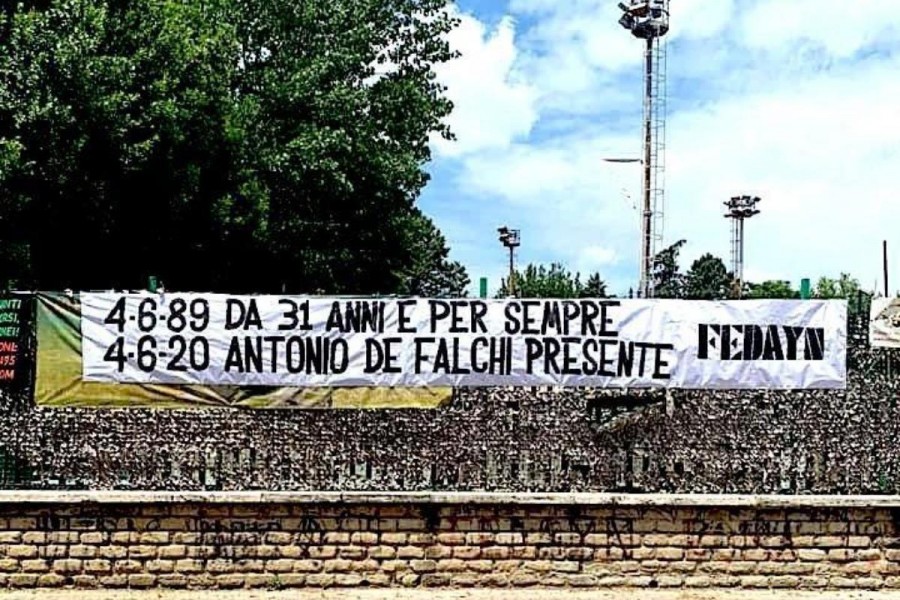 4-6-89 DA 31 ANNI E PER SEMPRE
4-6-20 ANTONIO DE FALCHI PRESENTE
FEDAYN